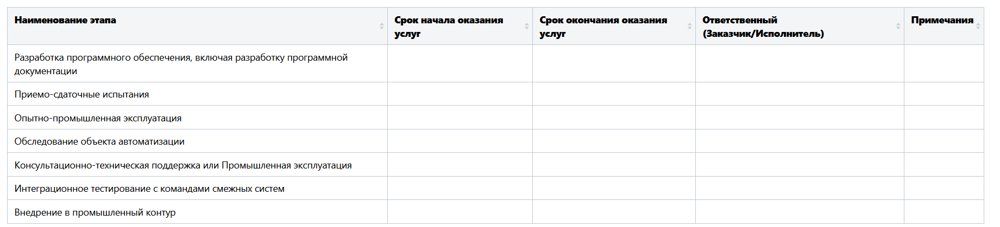 Наименование этапа
Срок начала оказания
услуг
Срок окончания оказания
услуг
Ответственный
(Заказчик/Исполнитель)
Примечания
Разработка программного обеспечения, включая разработку программной
документации
Приемо-сдаточные испытания
Опытно-промышленная эксплуатация
Обследование объекта автоматизации
Консультационно-техническая поддержка или Промышленная эксплуатация
Интеграционное тестирование с командами смежных систем
Внедрение в промышленный контур